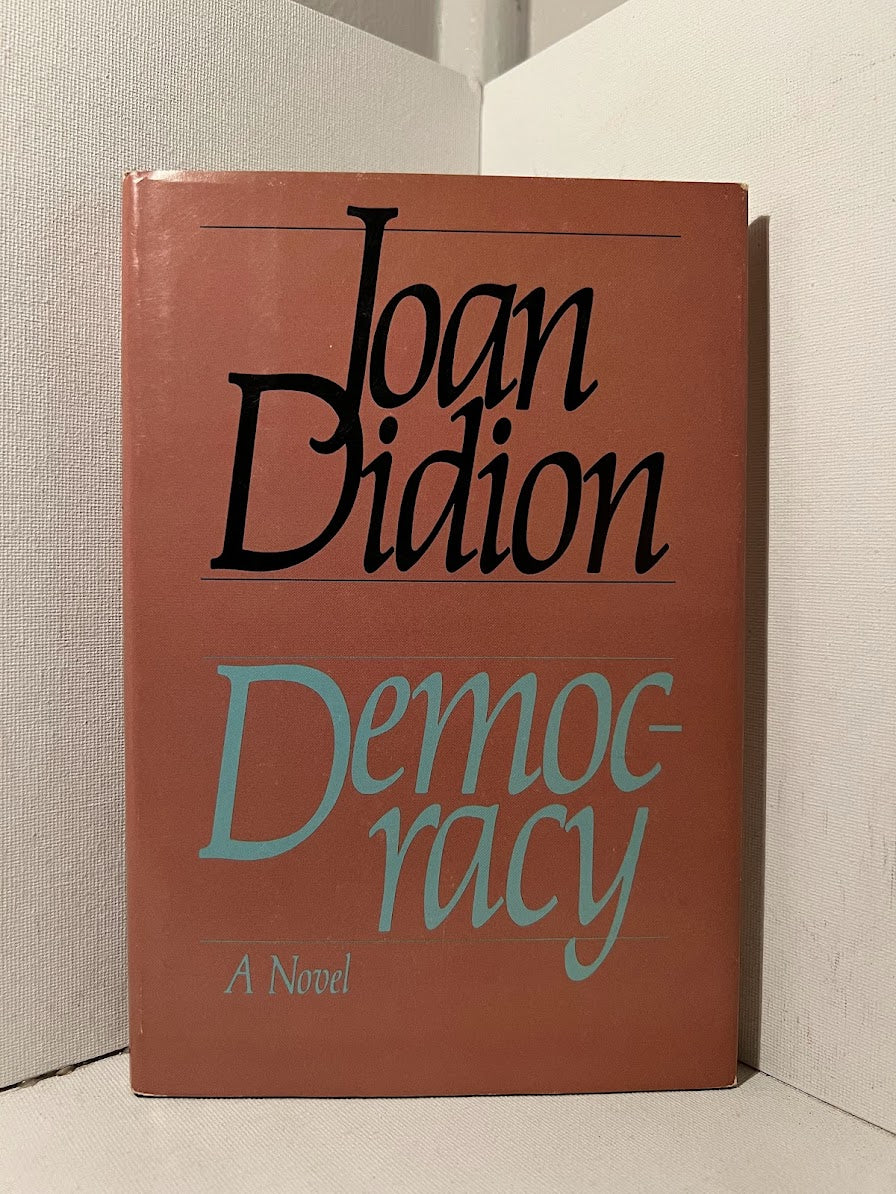 Joan
Didion
Democ-
racy
A Novel